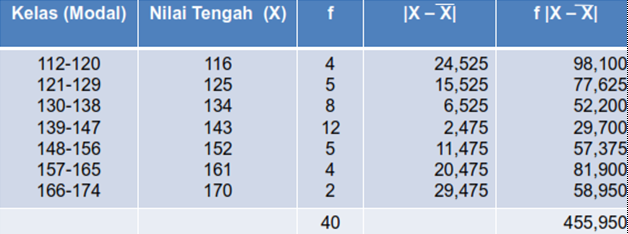 Kelas (Modal) Nilai Tengah (X) f |X – X̅| f |X – X̅|
112-120 116 4 24,525 98,100
121-129 125 5 15,525 77,625
130-138 134 8 6,525 52,200
139-147 143 12 2,475 29,700
148-156 152 5 11,475 57,375
157-165 161 4 20,475 81,900
166-174 170 2 29,475 58,950
40 455,950